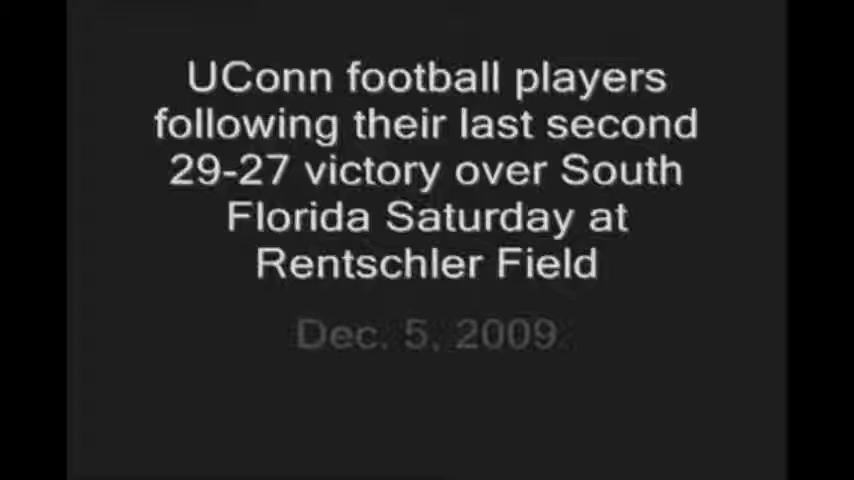 UConn football players
following their last second
29-27 victory over South
Florida Saturday at
Rentschler Field
Dec. 5, 2009